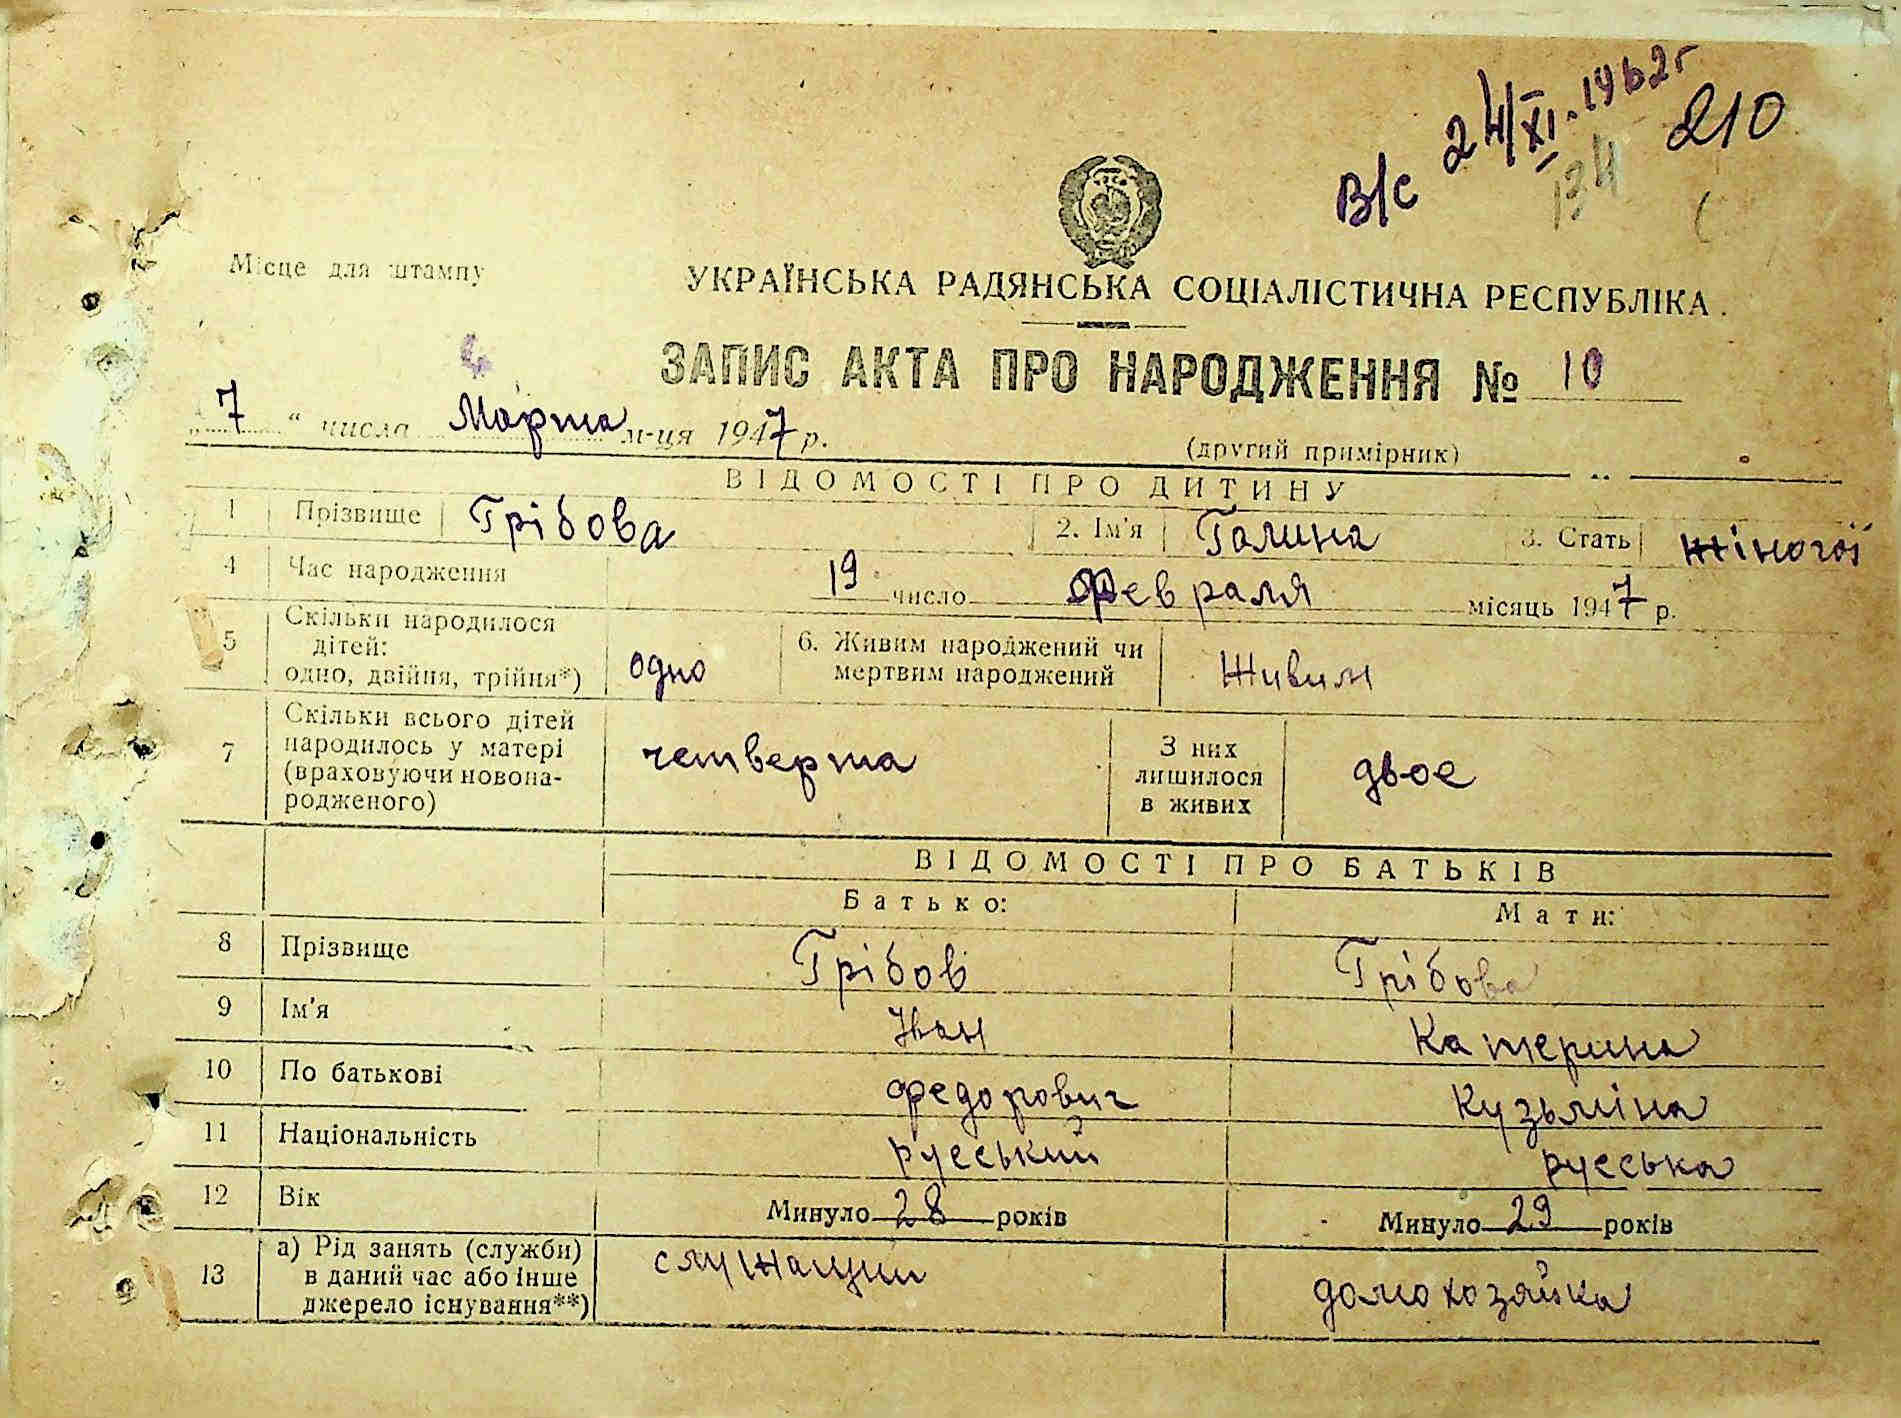 В/с 24/XI.1962г
134
210
Місце для штампу
УКРАЇНСЬКА РАДЯНСЬКА СОЦІАЛІСТИЧНА РЕСПУБЛІКА.
4
ЗАПИС АКТА ПРО НАРОДЖЕННЯ № 10
„7“ числа Марта м-ця 1947 р.
(другий примірник)
ВІДОМОСТІ ПРО ДИТИНУ
1 Прізвище Грібова 2. Ім'я Галина 3. Стать
4 Час народження 19 число Февраля місяць 1947 р.
5 Скільки народилося
дітей:
одно, двійня, трійня*) одно
6. Живим народжений чи
мертвим народжений Живим
7 Скільки всього дітей
народилось у матері
(враховуючи новона-
родженого) четверта
З них
лишилося
в живих двое
ВІДОМОСТІ ПРО БАТЬКІВ
Батько: Мати:
8 Прізвище Грібов Грібова
9 Ім'я Іван Катерина
10 По батькові Федорович Кузьміна
11 Національність руський руська
12 Вік Минуло 28 років Минуло 29 років
13 а) Рід занять (служби)
в даний час або інше
джерело існування**) служащий домохозяйка